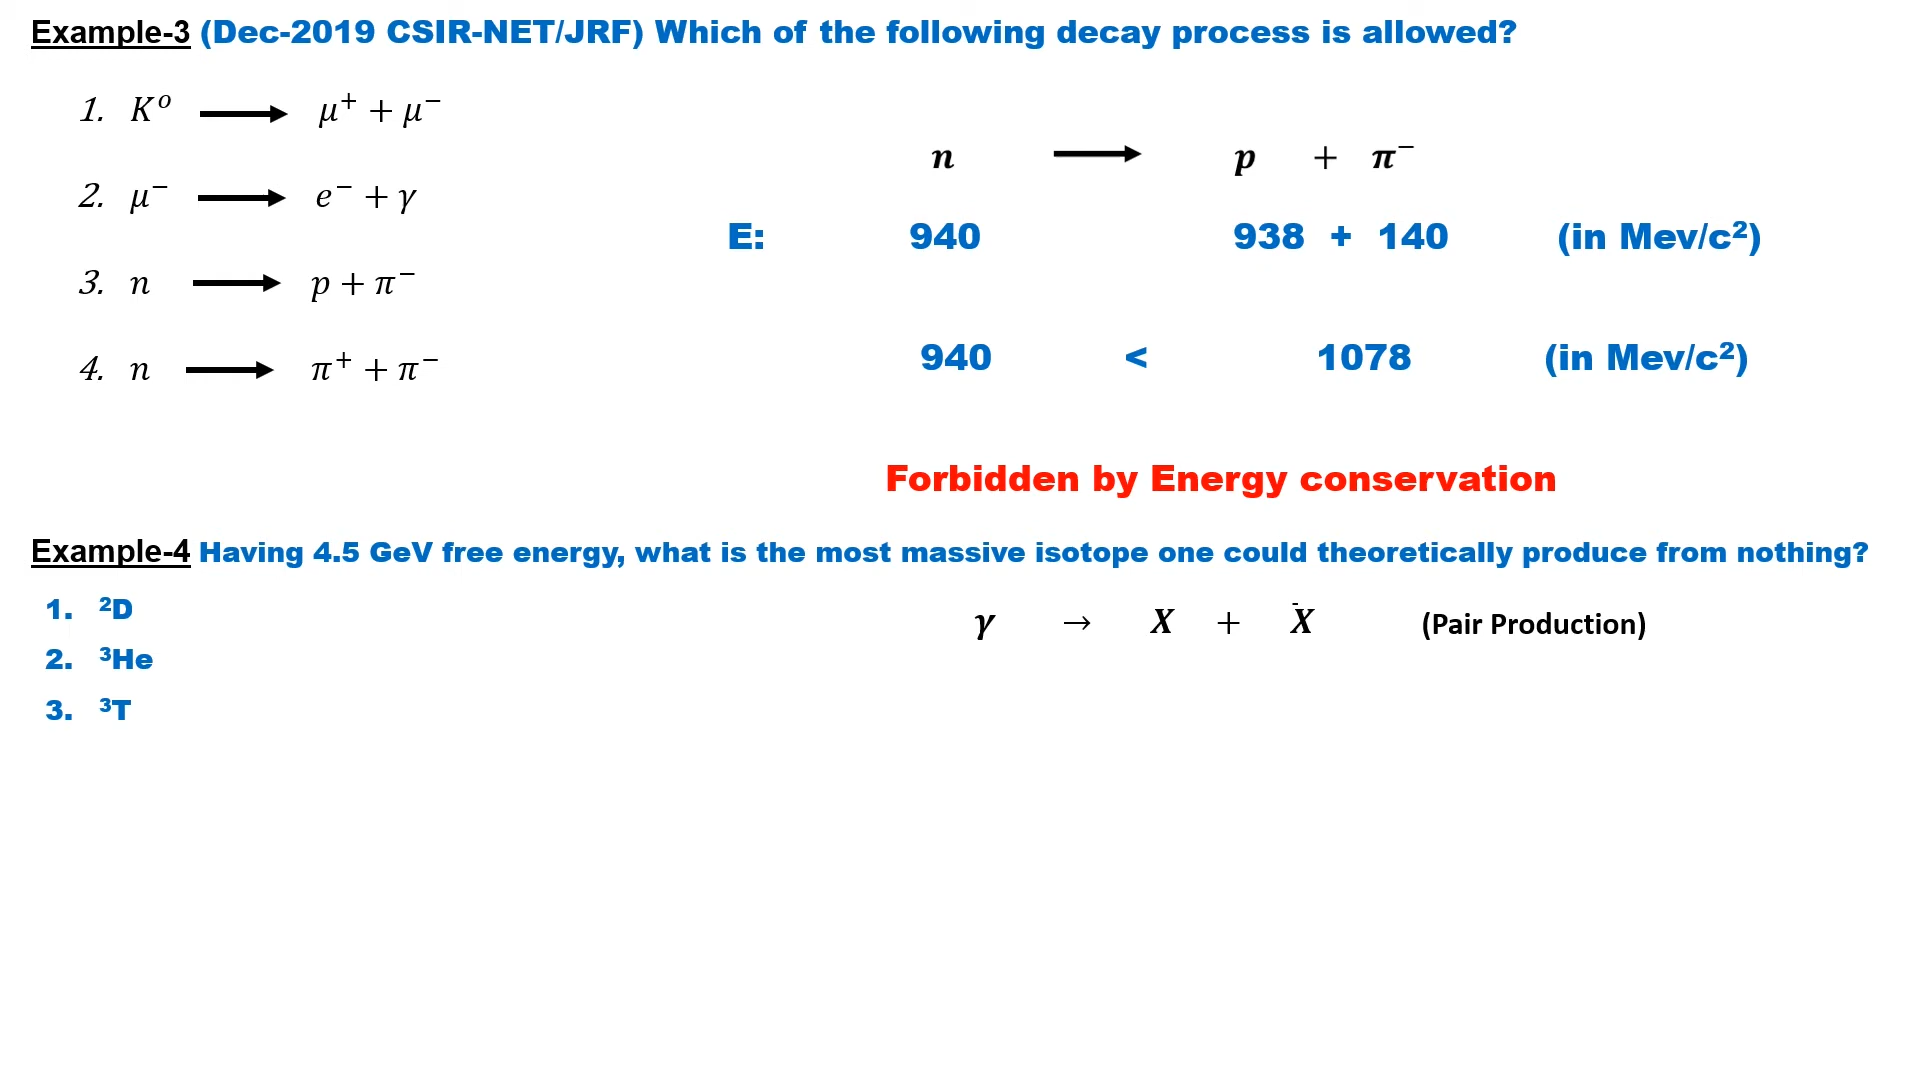 Example-3 (Dec-2019 CSIR-NET/JRF) Which of the following decay process is allowed?
1. K⁰ ⟶ μ⁺ + μ⁻
2. μ⁻ ⟶ e⁻ + γ
3. n ⟶ p + π⁻
4. n ⟶ π⁺ + π⁻
n ⟶ p + π⁻
E: 940 938 + 140 (in Mev/c²)
940 < 1078 (in Mev/c²)
Forbidden by Energy conservation
Example-4 Having 4.5 GeV free energy, what is the most massive isotope one could theoretically produce from nothing?
1. ²D
2. ³He
3. ³T
γ → X + X̄ (Pair Production)